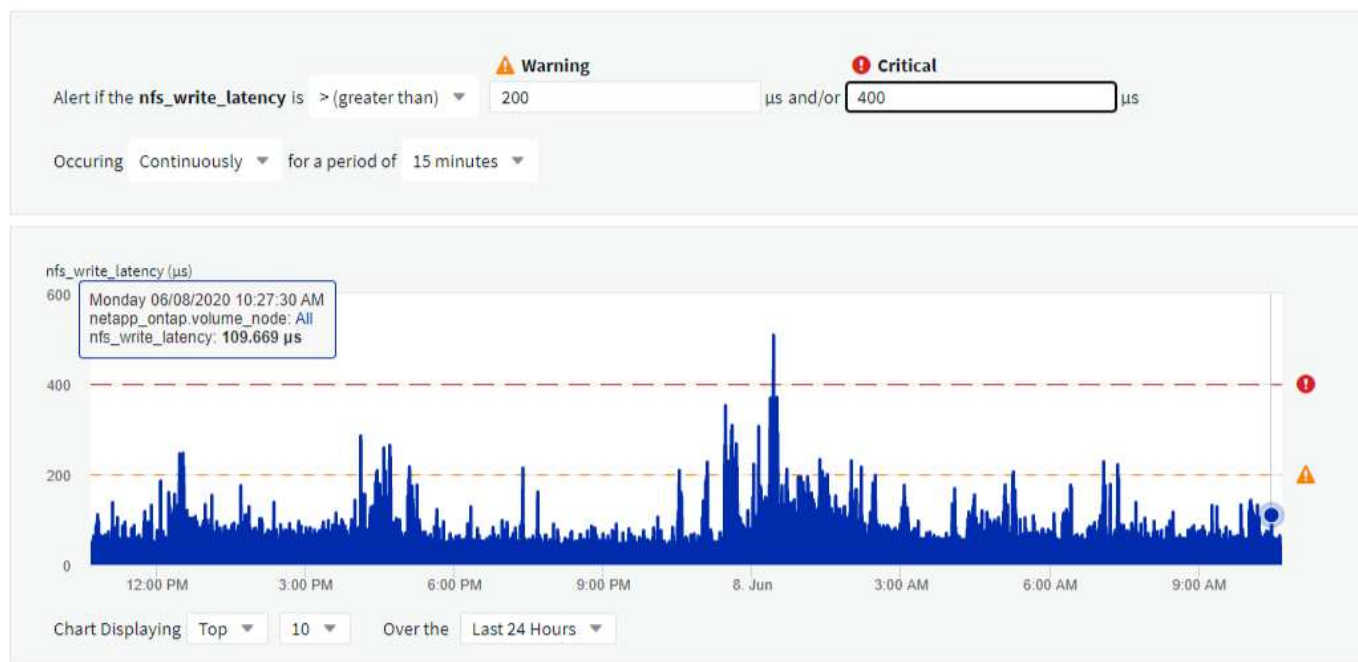 Warning Critical
Alert if the nfs_write_latency is > (greater than) 200 µs and/or 400 µs
Occuring Continuously for a period of 15 minutes
nfs_write_latency (µs)
600
Monday 06/08/2020 10:27:30 AM
netapp_ontap.volume_node: All
nfs_write_latency: 109.669 µs
400
200
0
12:00 PM 3:00 PM 6:00 PM 9:00 PM 8. Jun 3:00 AM 6:00 AM 9:00 AM
Chart Displaying Top 10 Over the Last 24 Hours